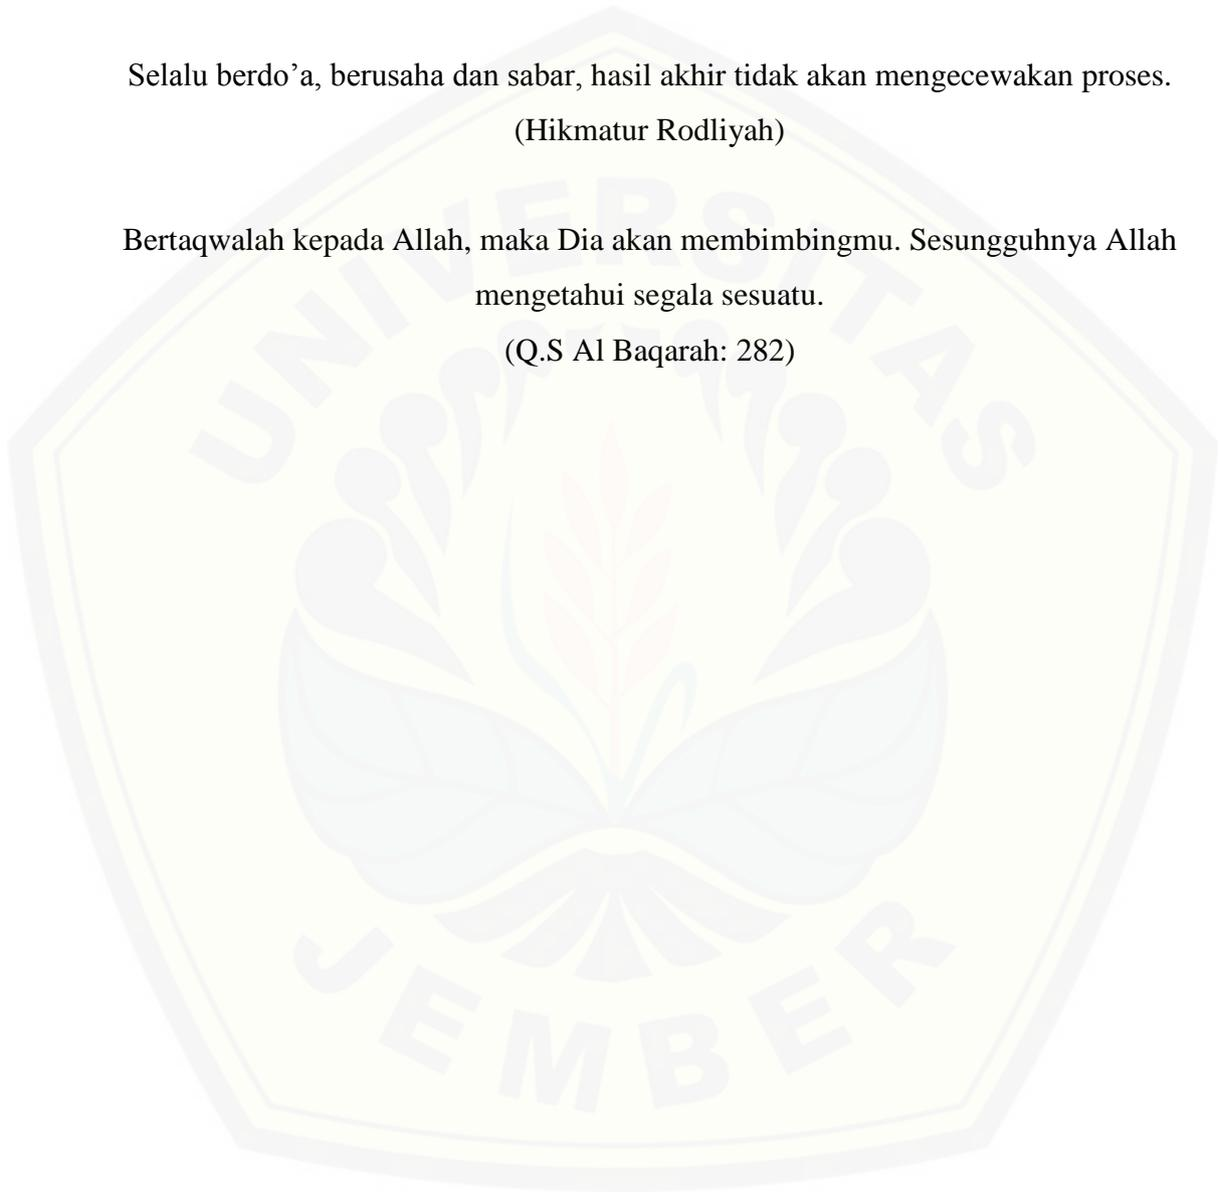 Selalu berdo’a, berusaha dan sabar, hasil akhir tidak akan mengecewakan proses.
(Hikmatur Rodliyah)
Bertaqwalah kepada Allah, maka Dia akan membimbingmu. Sesungguhnya Allah
mengetahui segala sesuatu.
(Q.S Al Baqarah: 282)
UNIVERSITAS
JEMBER